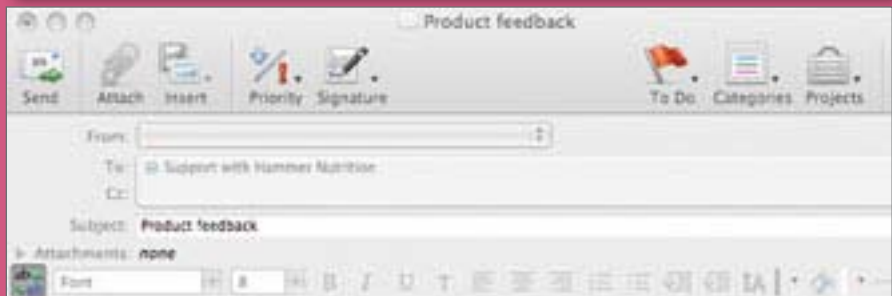 Product feedback
Send Attach Insert Priority Signature To Do Categories Projects
From:
To: Support with Hammer Nutrition
Cc:
Subject: Product feedback
Attachments: none
Font 8 B I U T IA